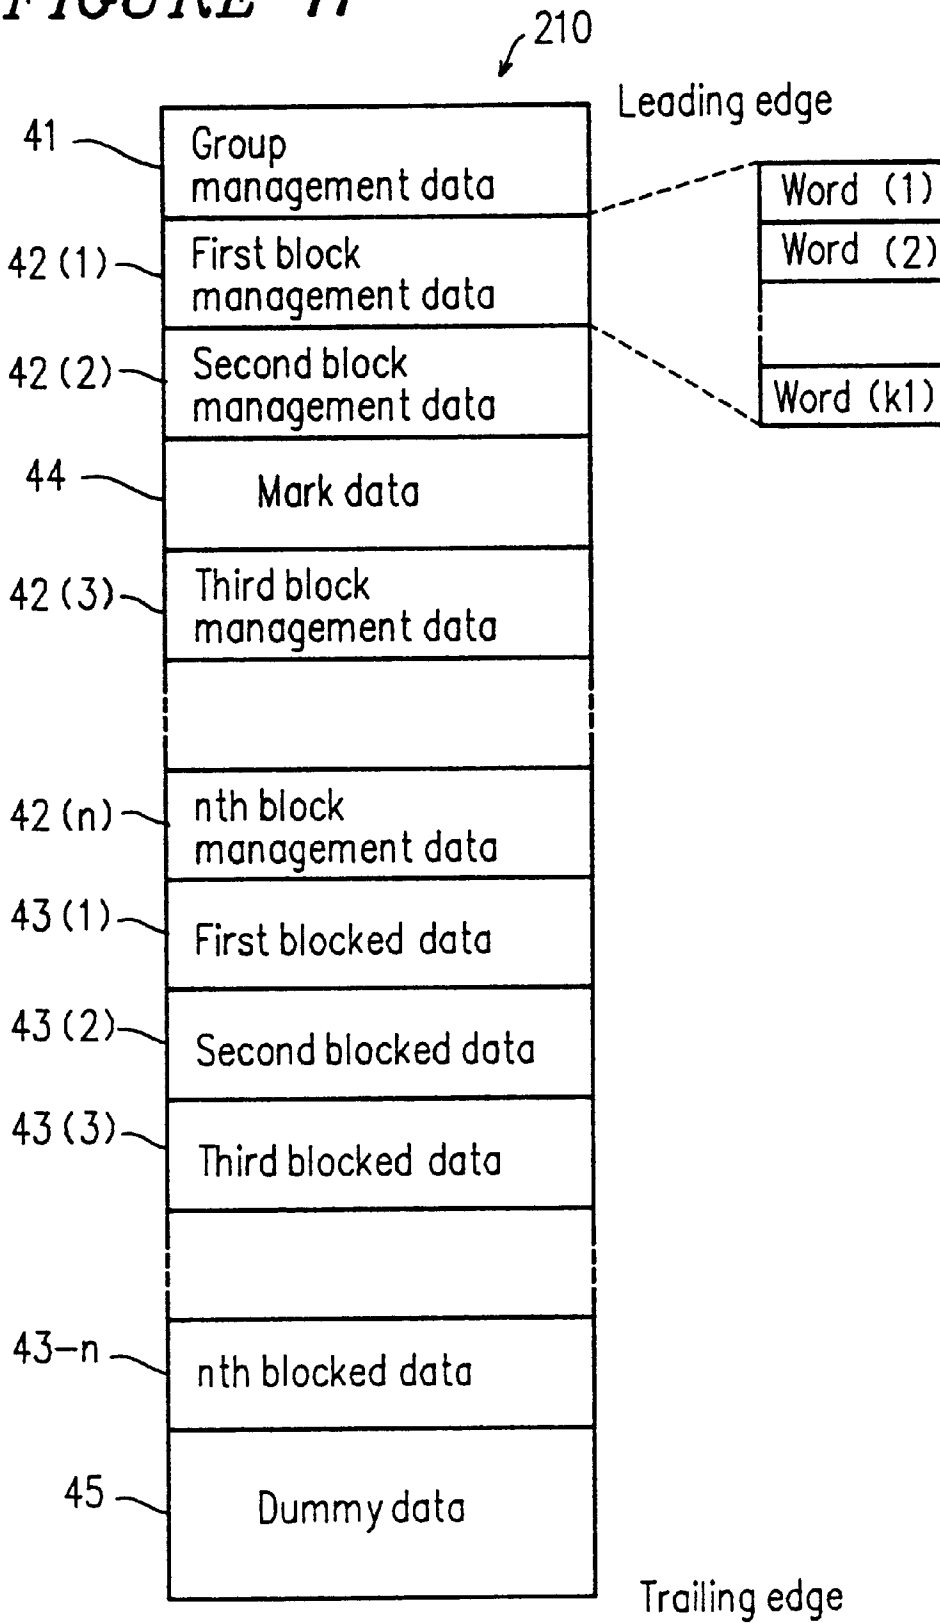 FIGURE
210
Leading edge
41
Group
management data
Word (1)
42(1)
First block
management data
Word (2)
42(2)
Second block
management data
Word (k1)
44
Mark data
42(3)
Third block
management data
42(n)
nth block
management data
43(1)
First blocked data
43(2)
Second blocked data
43(3)
Third blocked data
43-n
nth blocked data
45
Dummy data
Trailing edge